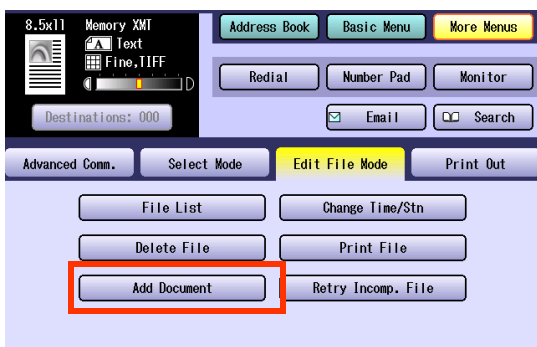 8.5x11 Memory XMT
A Text
Fine,TIFF
D
Destinations: 000
Address Book Basic Menu More Menus
Redial Number Pad Monitor
Email Search
Advanced Comm. Select Mode Edit File Mode Print Out
File List Change Time/Stn
Delete File Print File
Add Document Retry Incomp. File